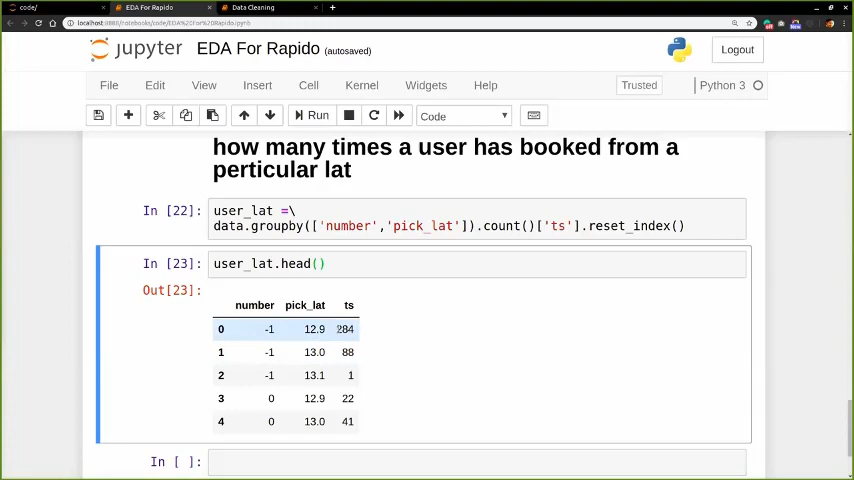 code/
EDA For Rapido
Data Cleaning
localhost:8888/notebooks/code/EDA%20For%20Rapido.ipynb
jupyter EDA For Rapido (autosaved)
Logout
File Edit View Insert Cell Kernel Widgets Help
Trusted
Python 3
Run
Code
how many times a user has booked from a
perticular lat
In [22]: user_lat =\
data.groupby(['number','pick_lat']).count()['ts'].reset_index()
In [23]: user_lat.head()
Out[23]:
number pick_lat ts
0 -1 12.9 284
1 -1 13.0 88
2 -1 13.1 1
3 0 12.9 22
4 0 13.0 41
In [ ]: